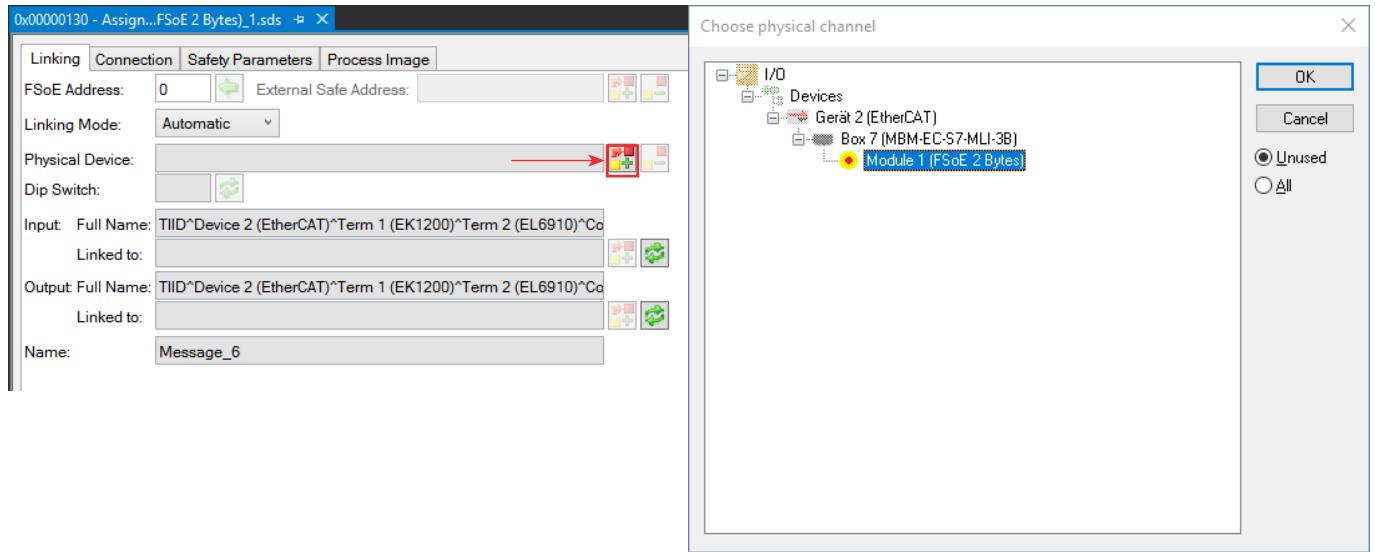 0x00000130 - Assign...FSoE 2 Bytes)_1.sds
Linking Connection Safety Parameters Process Image
FSoE Address: 0 External Safe Address:
Linking Mode: Automatic
Physical Device:
Dip Switch:
Input: Full Name: TIID^Device 2 (EtherCAT)^Term 1 (EK1200)^Term 2 (EL6910)^Co
Linked to:
Output: Full Name: TIID^Device 2 (EtherCAT)^Term 1 (EK1200)^Term 2 (EL6910)^Co
Linked to:
Name: Message_6
Choose physical channel
I/O
Devices
Gerät 2 (EtherCAT)
Box 7 (MBM-EC-S7-MLI-3B)
Module 1 (FSoE 2 Bytes)
OK
Cancel
Unused
All